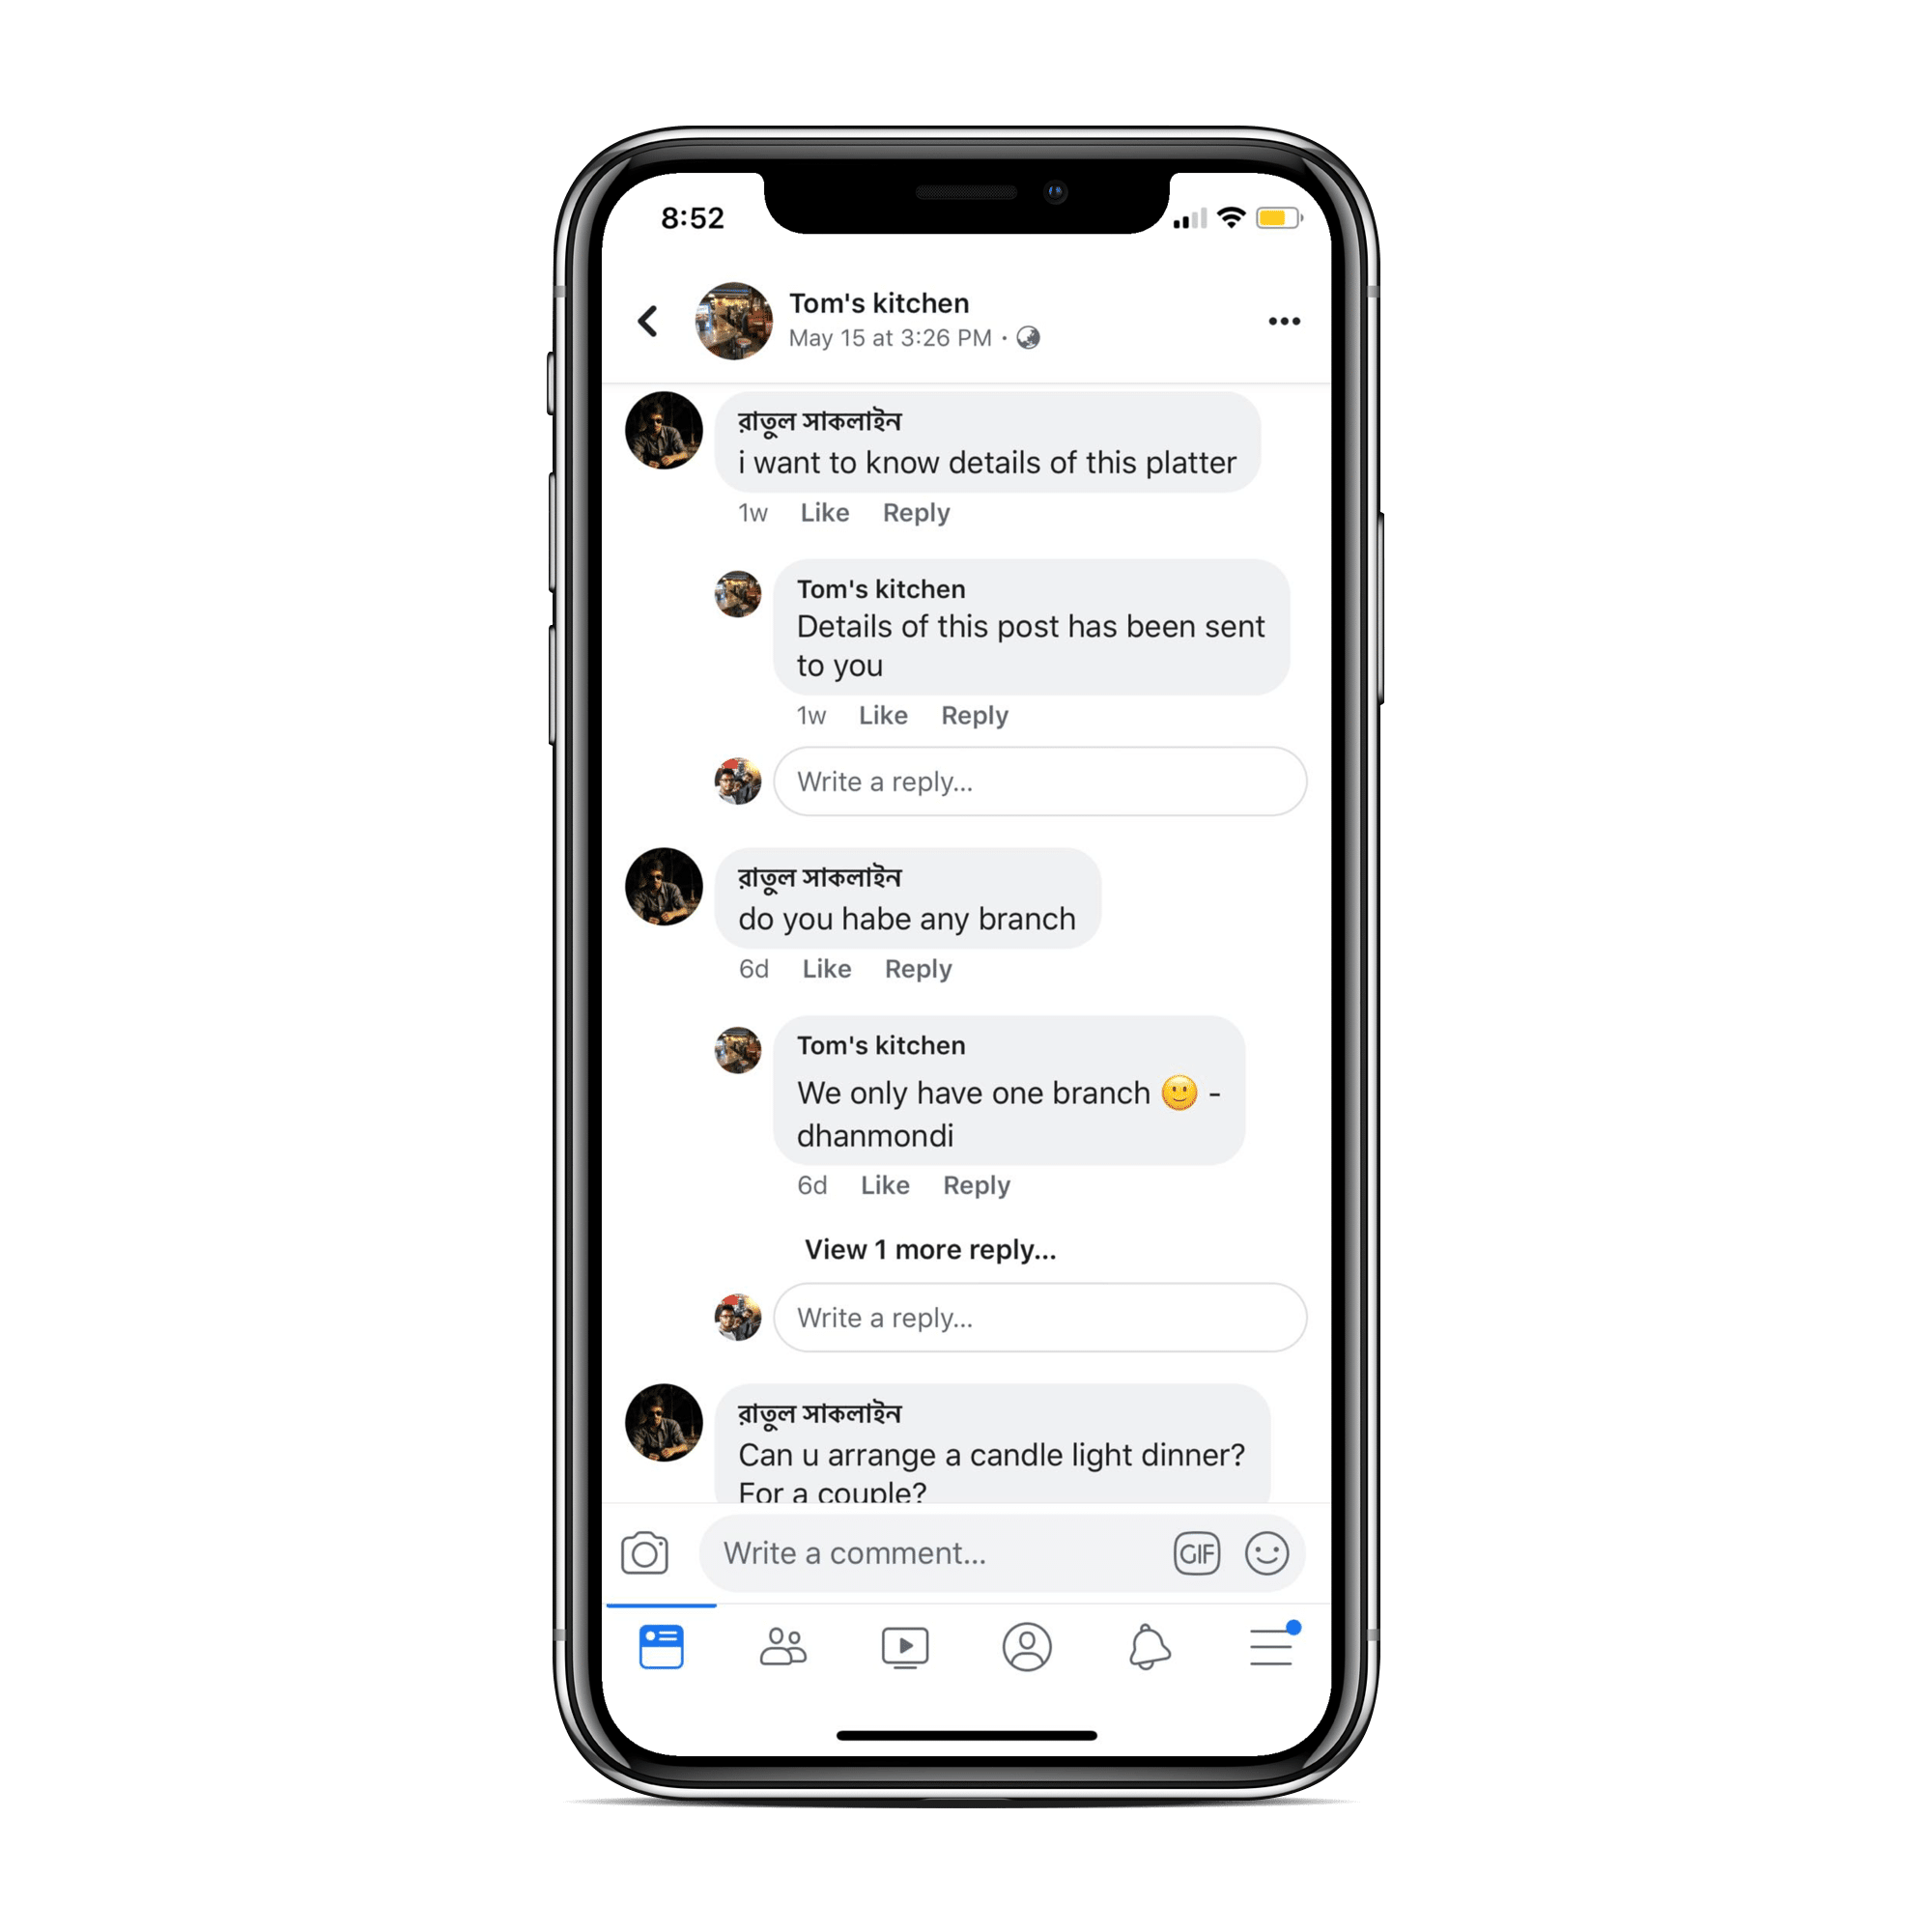 8:52
Tom's kitchen
May 15 at 3:26 PM ·
রাতুল সাকলাইন
i want to know details of this platter
1w Like Reply
Tom's kitchen
Details of this post has been sent
to you
1w Like Reply
Write a reply...
রাতুল সাকলাইন
do you habe any branch
6d Like Reply
Tom's kitchen
We only have one branch 🙂 -
dhanmondi
6d Like Reply
View 1 more reply...
Write a reply...
রাতুল সাকলাইন
Can u arrange a candle light dinner?
For a couple?
Write a comment...
GIF